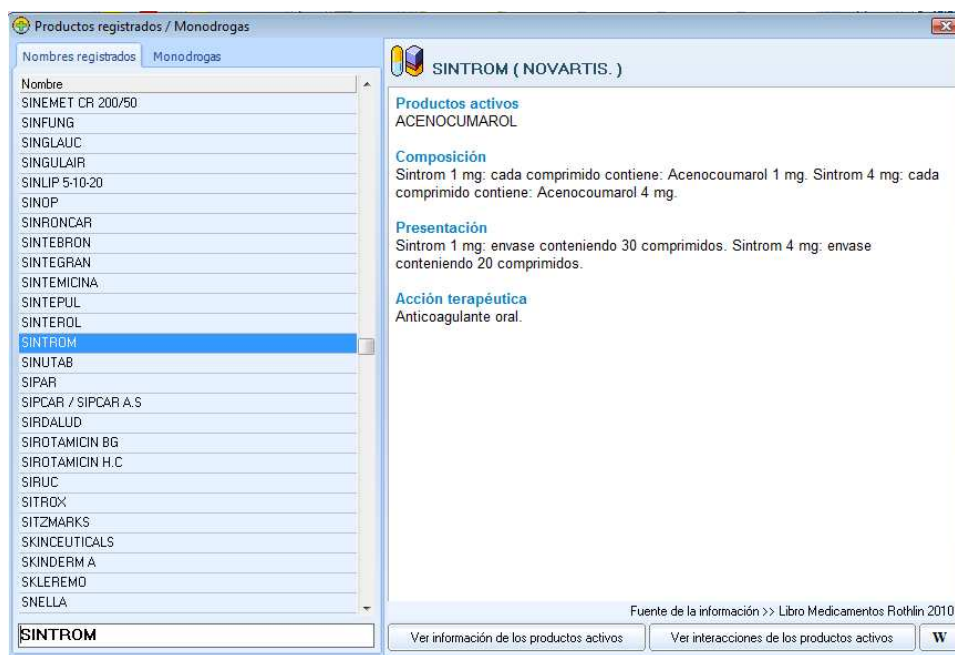 Productos registrados / Monodrogas
Nombres registrados
Monodrogas
Nombre
SINEMET CR 200/50
SINFUNG
SINGLAUC
SINGULAIR
SINLIP 5-10-20
SINOP
SINRONCAR
SINTEBRON
SINTEGRAN
SINTEMICINA
SINTEPUL
SINTEROL
SINTROM
SINUTAB
SIPAR
SIPCAR / SIPCAR A.S
SIRDALUD
SIROTAMICIN BG
SIROTAMICIN H.C
SIRUC
SITROX
SITZMARKS
SKINCEUTICALS
SKINDERM A
SKLEREMO
SNELLA
SINTROM
SINTROM ( NOVARTIS. )
Productos activos
ACENOCUMAROL
Composición
Sintrom 1 mg: cada comprimido contiene: Acenocoumarol 1 mg. Sintrom 4 mg: cada
comprimido contiene: Acenocoumarol 4 mg.
Presentación
Sintrom 1 mg: envase conteniendo 30 comprimidos. Sintrom 4 mg: envase
conteniendo 20 comprimidos.
Acción terapéutica
Anticoagulante oral.
Fuente de la información >> Libro Medicamentos Rothlin 2010
Ver información de los productos activos
Ver interacciones de los productos activos
W